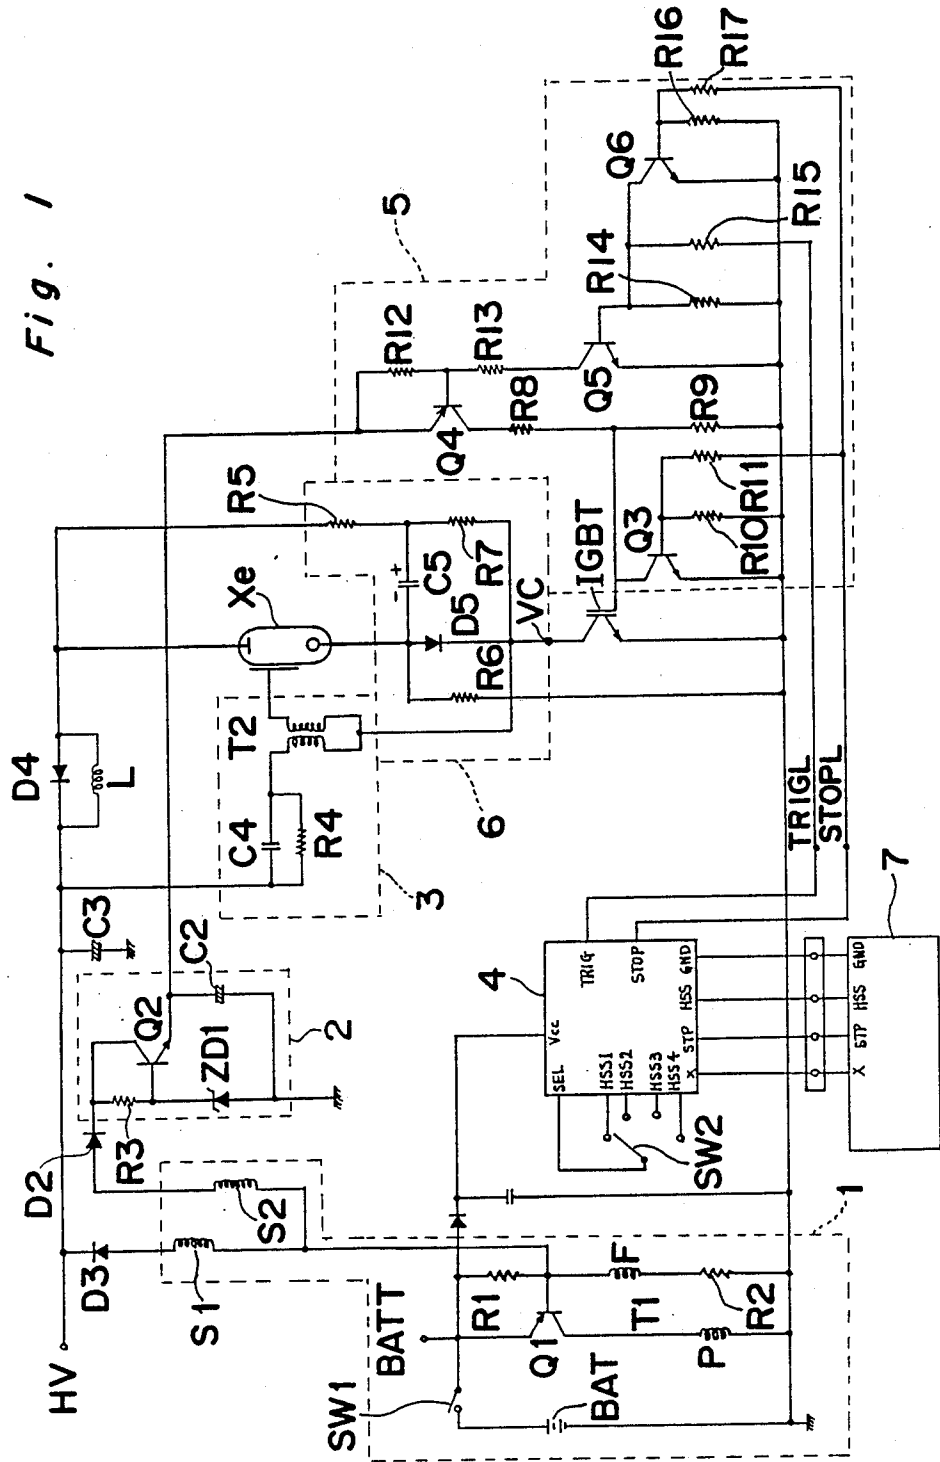 Fig. 1
HV
D3
S1
D2
R3
S2
Q2
ZD1
C2
2
C3
D4
L
C4
R4
T2
3
Xe
R5
6
R6
D5
C5
- +
R7
VC
IGBT
5
R12
Q4
R13
R8
Q5
R14
Q6
R15
R16
R17
Q3
R10
R11
R9
SW1
BATT
BAT
Q1
R1
P
T1
F
R2
1
SW2
4
SEL
Vcc
HSS1
HSS2
HSS3
HSS4
TRIG
STOP
X
STP
HSS
GND
TRIGL
STOPL
7
X
STP
HSS
GND